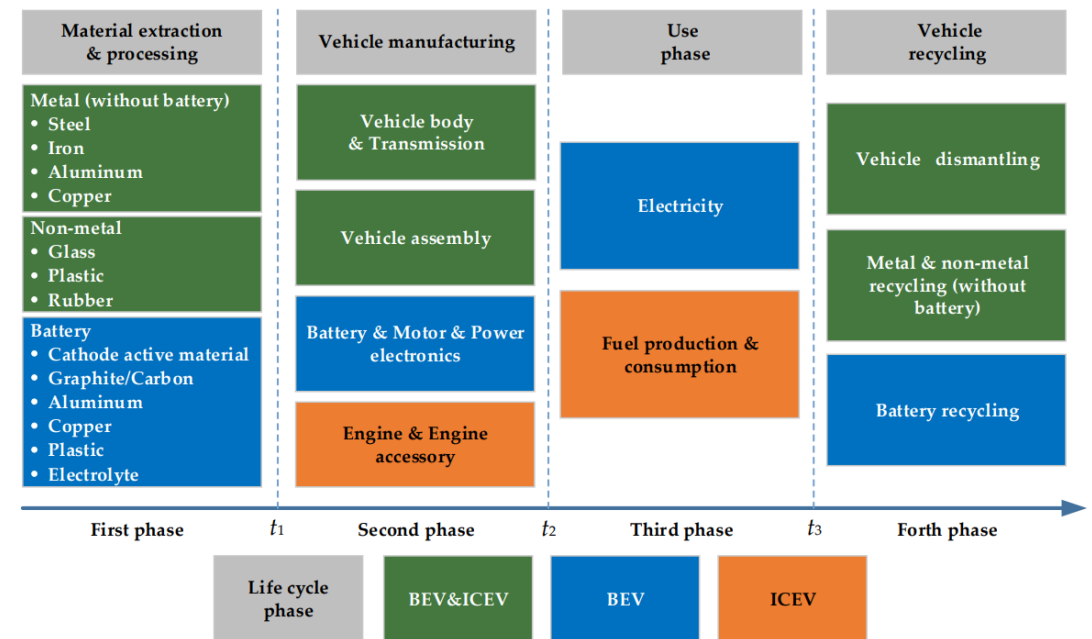 Material extraction
& processing
Vehicle manufacturing
Use
phase
Vehicle
recycling
Metal (without battery)
• Steel
• Iron
• Aluminum
• Copper
Non-metal
• Glass
• Plastic
• Rubber
Battery
• Cathode active material
• Graphite/Carbon
• Aluminum
• Copper
• Plastic
• Electrolyte
Vehicle body
& Transmission
Vehicle assembly
Battery & Motor & Power
electronics
Engine & Engine
accessory
Electricity
Fuel production &
consumption
Vehicle dismantling
Metal & non-metal
recycling (without
battery)
Battery recycling
First phase
t1
Second phase
t2
Third phase
t3
Forth phase
Life cycle
phase
BEV&ICEV
BEV
ICEV